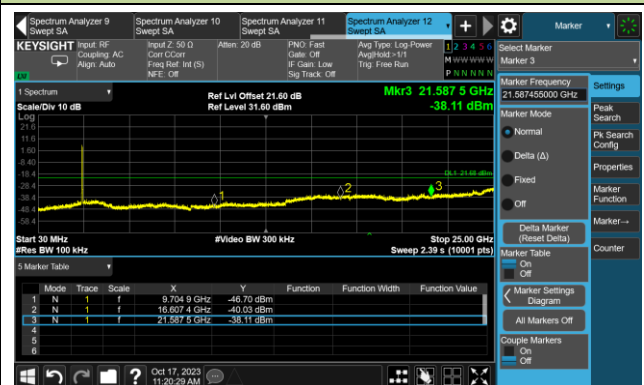 Spectrum Analyzer 9
Swept SA
Spectrum Analyzer 10
Swept SA
Spectrum Analyzer 11
Swept SA
Spectrum Analyzer 12
Swept SA
+
Marker
KEYSIGHT
Input: RF
Coupling: AC
Align: Auto
Input Z: 50 Ω
Corr CCorr
Freq Ref: Int (S)
NFE: Off
Atten: 20 dB
PNO: Fast
Gate: Off
IF Gain: Low
Sig Track: Off
Avg Type: Log-Power
Avg|Hold:>1/1
Trig: Free Run
1 2 3 4 5 6
M W W W W W
P N N N N N
Select Marker
Marker 3
1 Spectrum
Scale/Div 10 dB
Ref Lvl Offset 21.60 dB
Ref Level 31.60 dBm
Mkr3 21.587 5 GHz
-38.11 dBm
Log
21.6
11.6
1.60
-8.40
-18.4
-28.4
-38.4
-48.4
-58.4
DL1 -21.68 dBm
1
2
3
Start 30 MHz
#Res BW 100 kHz
#Video BW 300 kHz
Stop 25.00 GHz
Sweep 2.39 s (10001 pts)
5 Marker Table
Mode Trace Scale X Y Function Function Width Function Value
1 N 1 f 9.704 9 GHz -46.70 dBm
2 N 1 f 16.607 4 GHz -40.03 dBm
3 N 1 f 21.587 5 GHz -38.11 dBm
4
5
6
Marker Frequency
21.587455000 GHz
Marker Mode
Normal
Delta (Δ)
Fixed
Off
Delta Marker
(Reset Delta)
Marker Table
On
Off
Marker Settings
Diagram
All Markers Off
Couple Markers
On
Off
Settings
Peak
Search
Pk Search
Config
Properties
Marker
Function
Marker→
Counter
?
Oct 17, 2023
11:20:29 AM